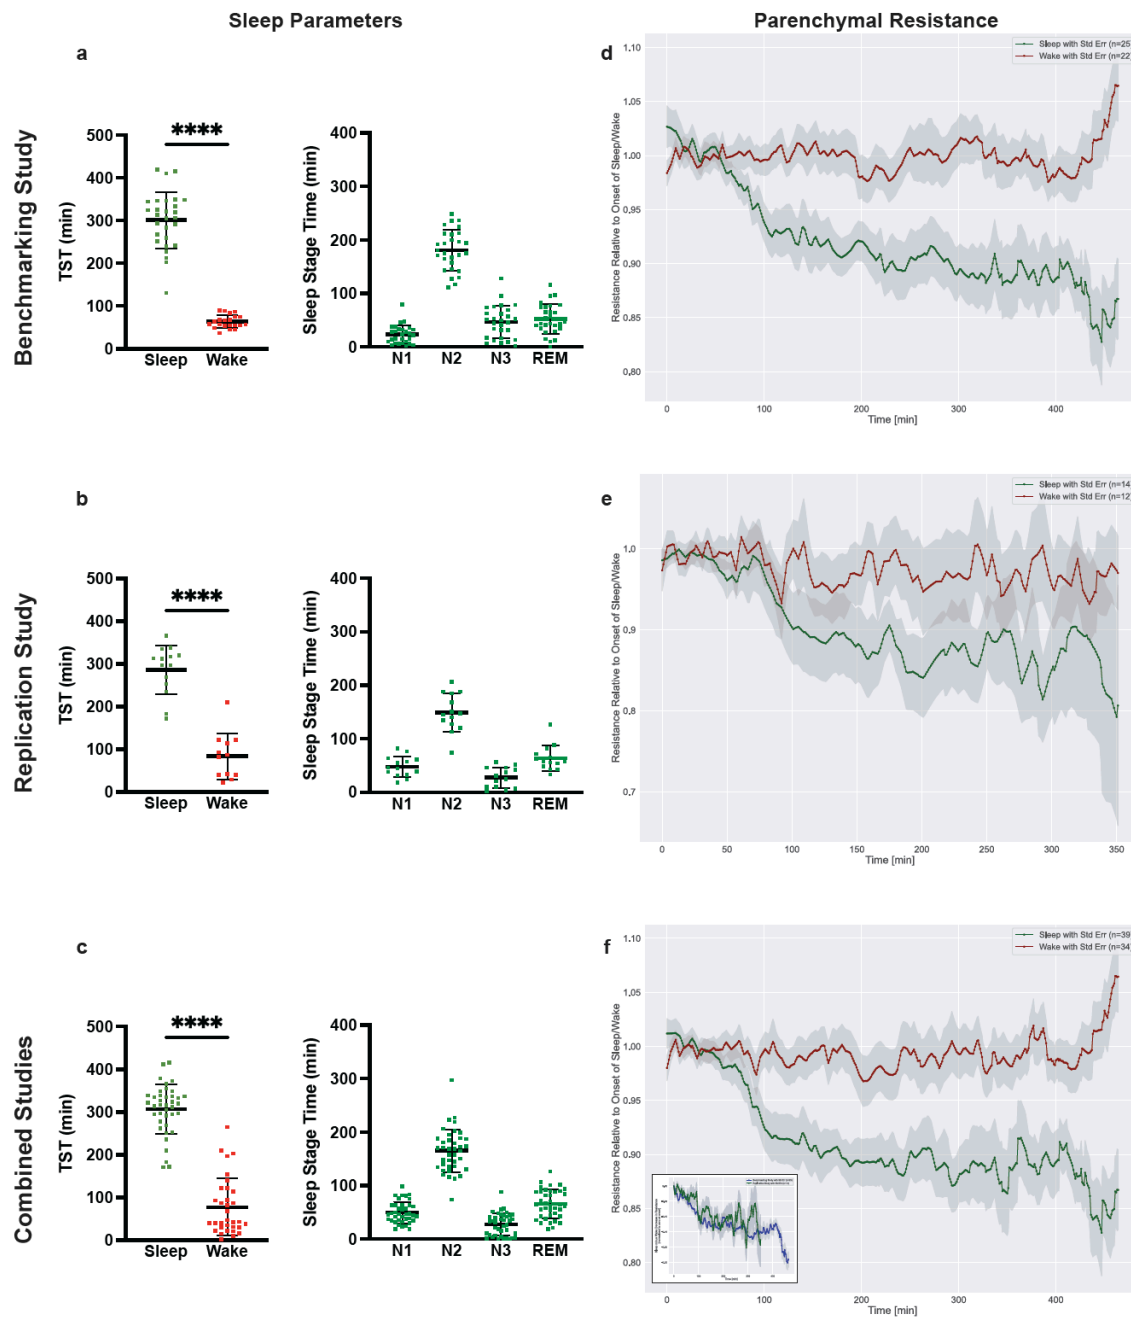 Sleep Parameters
Parenchymal Resistance
Benchmarking Study
a
****
TST (min)
500
400
300
200
100
0
Sleep Wake
Sleep Stage Time (min)
400
300
200
100
0
N1 N2 N3 REM
d
Sleep with Std Err (n=25)
Wake with Std Err (n=22)
Resistance Relative to Onset of Sleep/Wake
1,10
1,05
1,00
0,95
0,90
0,85
0,80
0 100 200 300 400
Time [min]
Replication Study
b
****
TST (min)
500
400
300
200
100
0
Sleep Wake
Sleep Stage Time (min)
400
300
200
100
0
N1 N2 N3 REM
e
Sleep with Std Err (n=14
Wake with Std Err (n=12)
Resistance Relative to Onset of Sleep/Wake
1,0
0,9
0,8
0,7
0 50 100 150 200 250 300 350
Time [min]
Combined Studies
c
****
TST (min)
500
400
300
200
100
0
Sleep Wake
Sleep Stage Time (min)
400
300
200
100
0
N1 N2 N3 REM
f
Sleep with Std Err (n=39)
Wake with Std Err (n=34)
Resistance Relative to Onset of Sleep/Wake
1,10
1,05
1,00
0,95
0,90
0,85
0,80
0 100 200 300 400
Time [min]